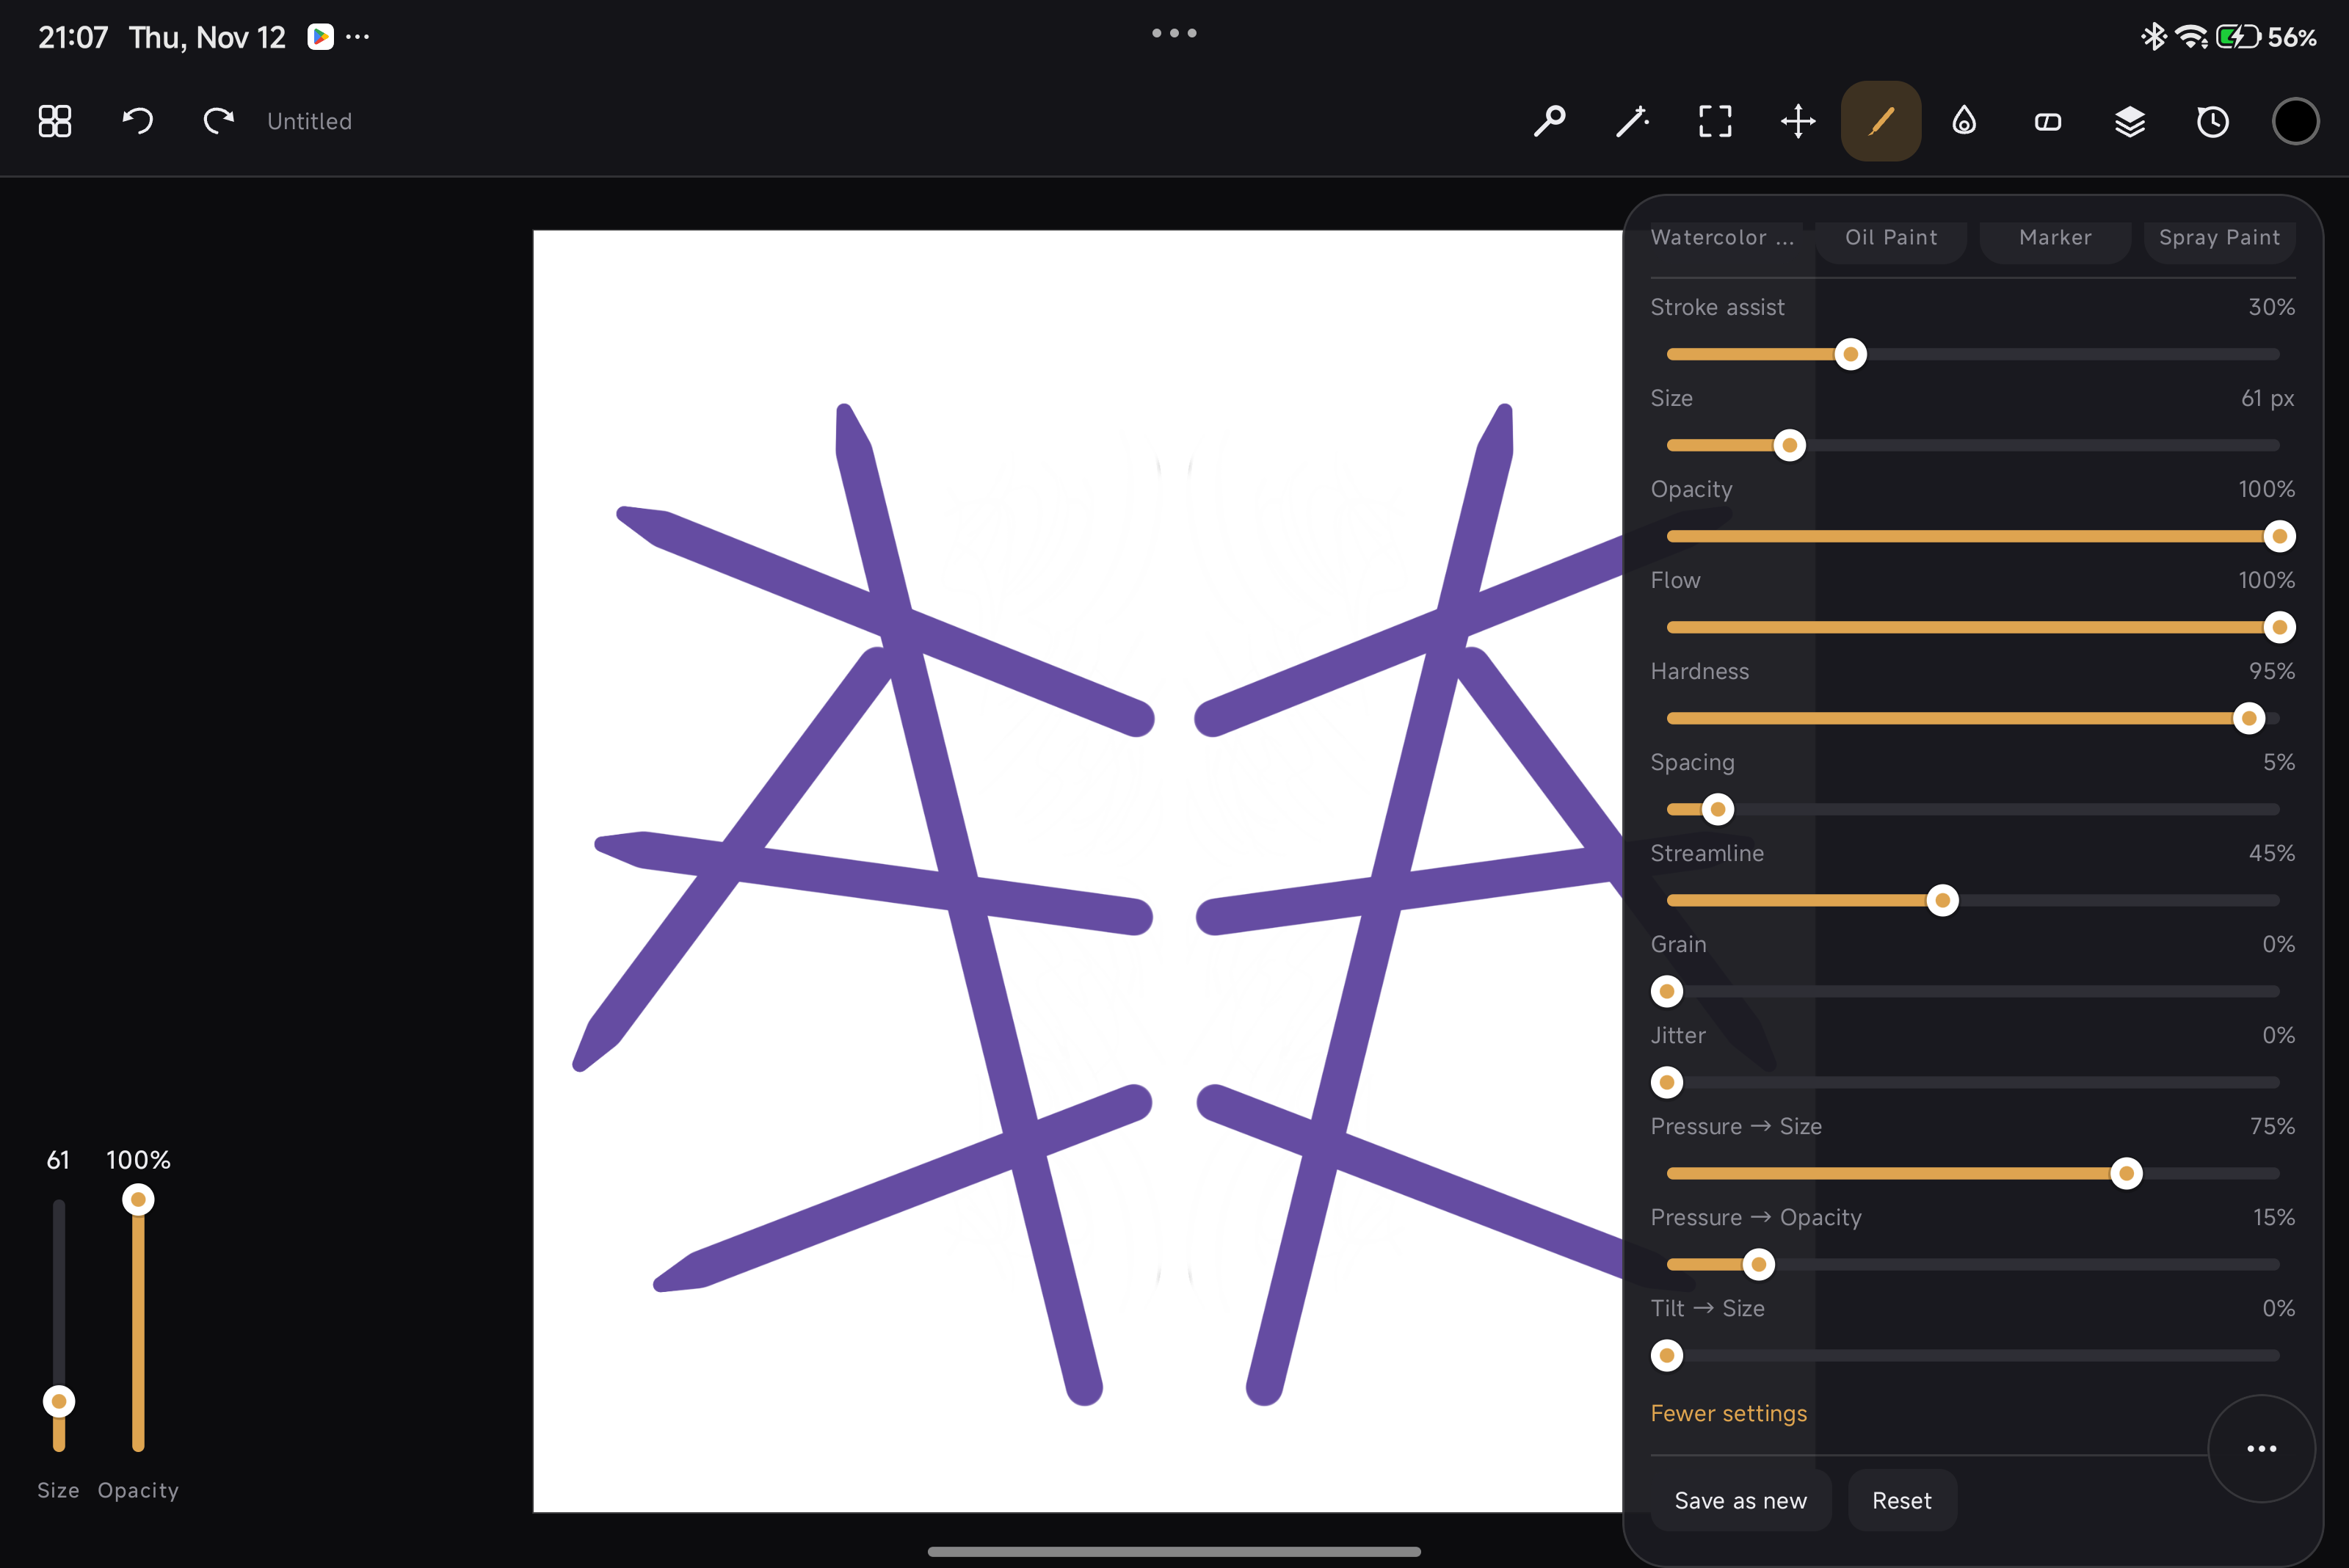 21:07 Thu, Nov 12 56%
Untitled
Watercolor ... Oil Paint Marker Spray Paint
Stroke assist 30%
Size 61 px
Opacity 100%
Flow 100%
Hardness 95%
Spacing 5%
Streamline 45%
Grain 0%
Jitter 0%
Pressure → Size 75%
Pressure → Opacity 15%
Tilt → Size 0%
Fewer settings
Save as new Reset
61 100%
Size Opacity